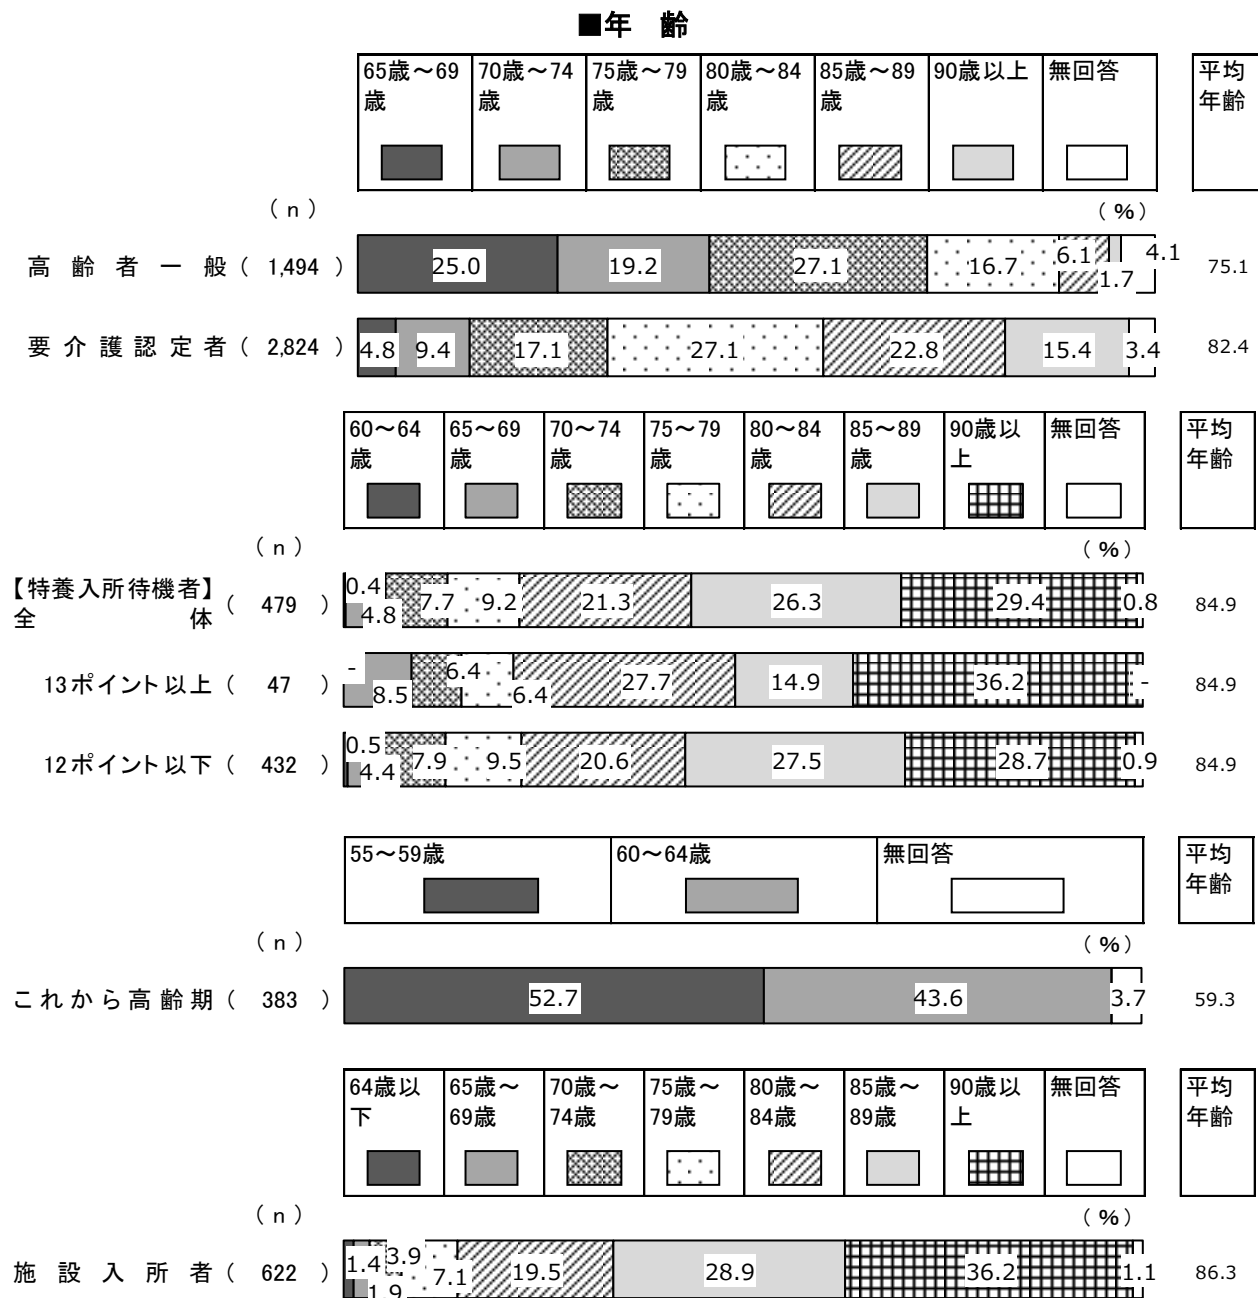 ■年　齢
65歳～69歳 70歳～74歳 75歳～79歳 80歳～84歳 85歳～89歳 90歳以上 無回答 平均年齢
（ｎ） （％）
高齢者一般（ 1,494 ） 25.0 19.2 27.1 16.7 6.1 1.7 4.1 75.1
要介護認定者（ 2,824 ） 4.8 9.4 17.1 27.1 22.8 15.4 3.4 82.4
60～64歳 65～69歳 70～74歳 75～79歳 80～84歳 85～89歳 90歳以上 無回答 平均年齢
（ｎ） （％）
【特養入所待機者】
全体（ 479 ） 0.4 4.8 7.7 9.2 21.3 26.3 29.4 0.8 84.9
13ポイント以上（ 47 ） - 8.5 6.4 6.4 27.7 14.9 36.2 - 84.9
12ポイント以下（ 432 ） 0.5 4.4 7.9 9.5 20.6 27.5 28.7 0.9 84.9
55～59歳 60～64歳 無回答 平均年齢
（ｎ） （％）
これから高齢期（ 383 ） 52.7 43.6 3.7 59.3
64歳以下 65歳～69歳 70歳～74歳 75歳～79歳 80歳～84歳 85歳～89歳 90歳以上 無回答 平均年齢
（ｎ） （％）
施設入所者（ 622 ） 1.4 1.9 3.9 7.1 19.5 28.9 36.2 1.1 86.3